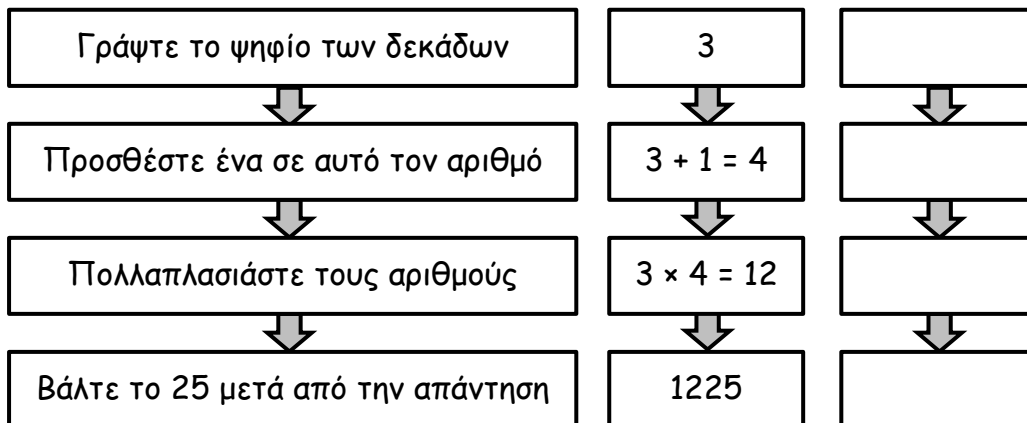 Γράψτε το ψηφίο των δεκάδων
3
Προσθέστε ένα σε αυτό τον αριθμό
3 + 1 = 4
Πολλαπλασιάστε τους αριθμούς
3 × 4 = 12
Βάλτε το 25 μετά από την απάντηση
1225